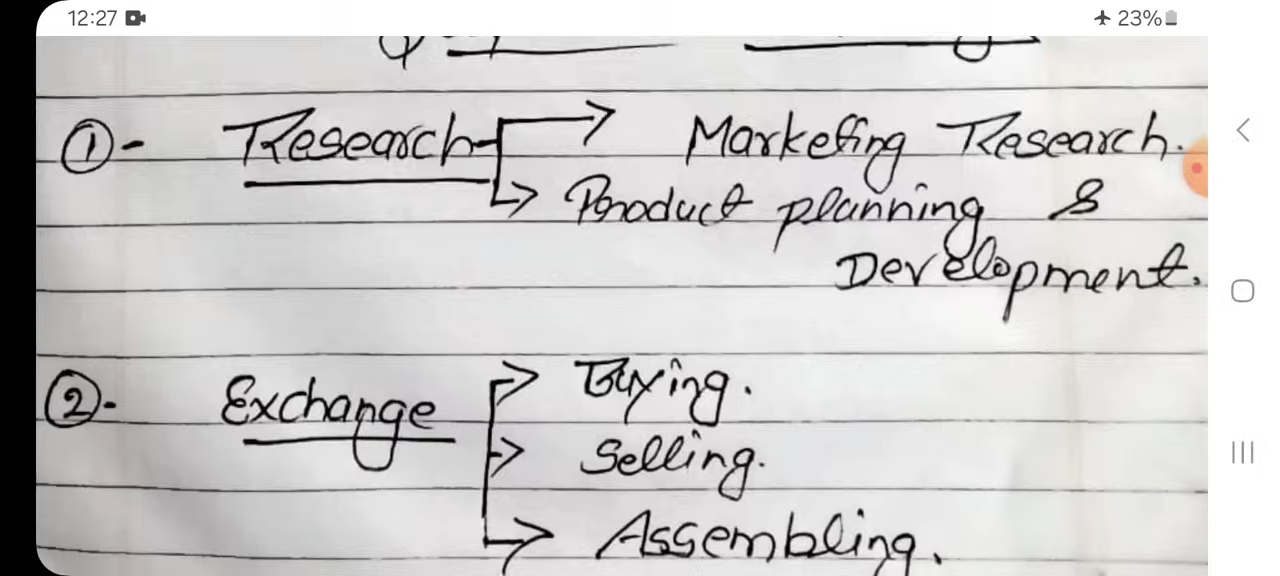 12:27
23%
①- Research → Marketing Research.
→ Product planning &
Development.
②- Exchange → Buying.
→ Selling.
→ Assembling.